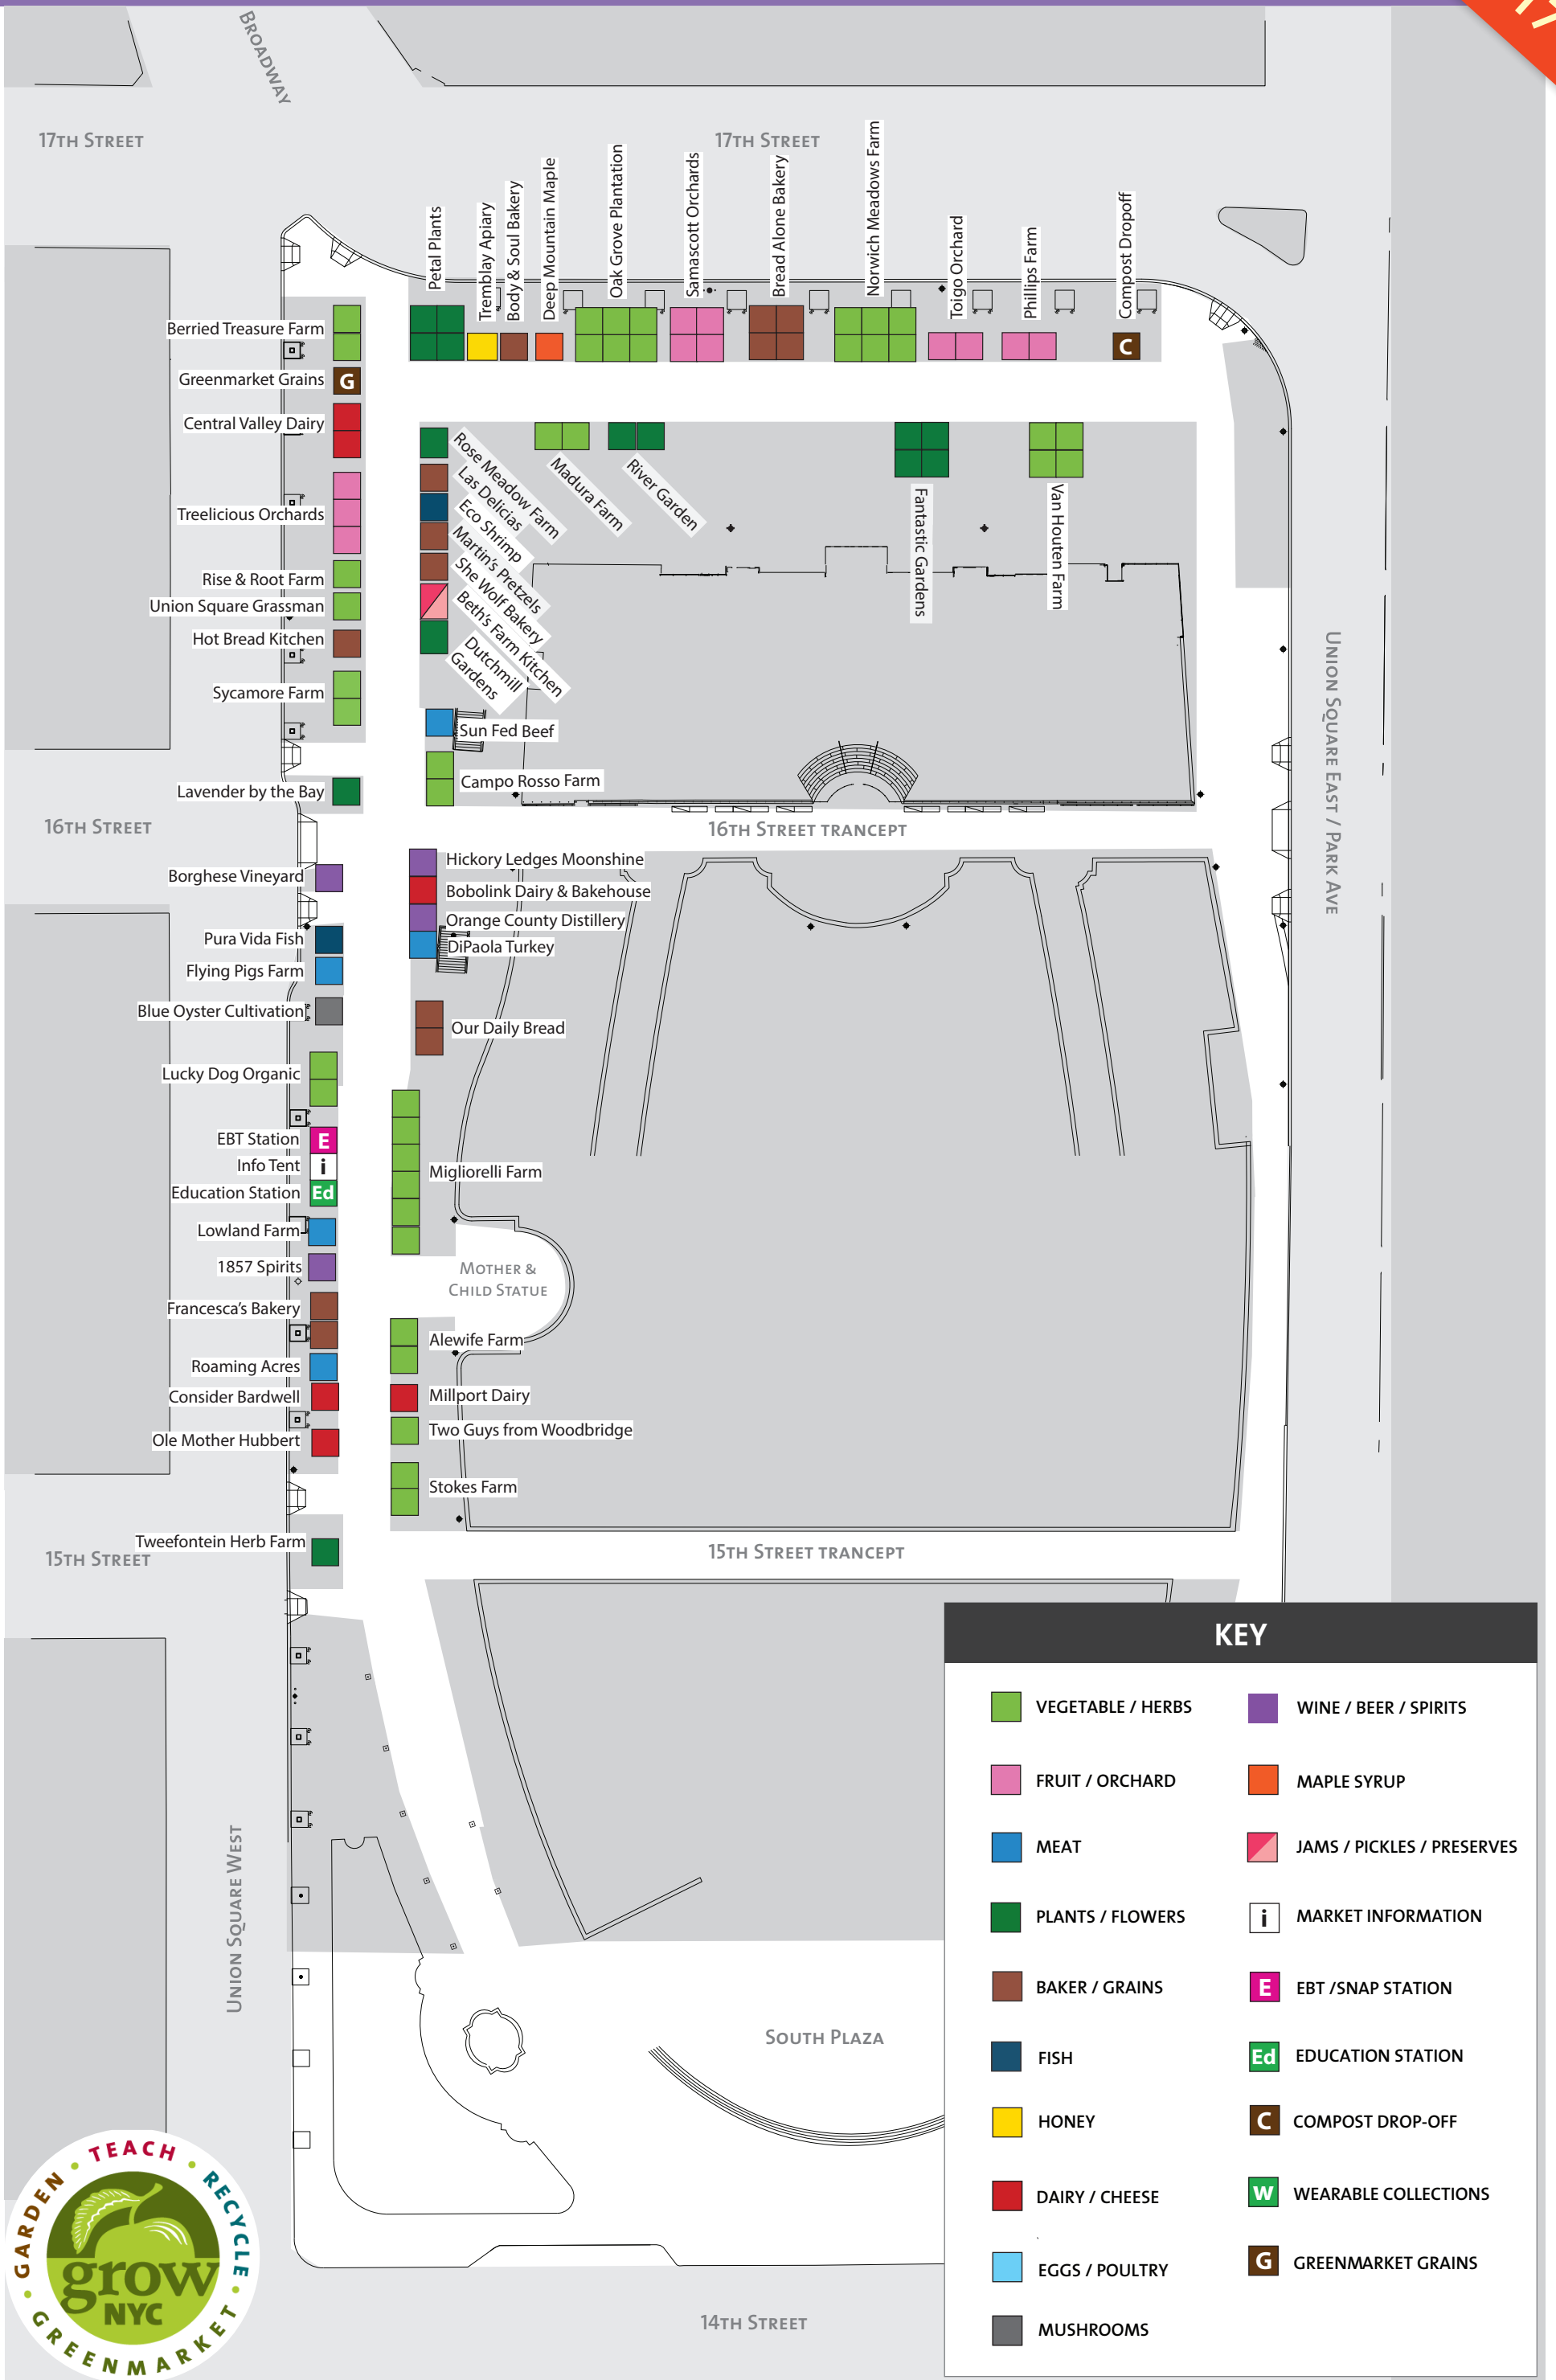 17
BROADWAY
17TH STREET
17TH STREET
Petal Plants
Tremblay Apiary
Body & Soul Bakery
Deep Mountain Maple
Oak Grove Plantation
Samascott Orchards
Bread Alone Bakery
Norwich Meadows Farm
Toigo Orchard
Phillips Farm
Compost Dropoff
C
Berried Treasure Farm
Greenmarket Grains
G
Central Valley Dairy
Treelicious Orchards
Rise & Root Farm
Union Square Grassman
Hot Bread Kitchen
Sycamore Farm
Lavender by the Bay
Rose Meadow Farm
Las Delicias
Eco Shrimp
Martin's Pretzels
She Wolf Bakery
Beth's Farm Kitchen
Dutchmill
Gardens
Madura Farm
River Garden
Fantastic Gardens
Van Houten Farm
Sun Fed Beef
Campo Rosso Farm
UNION SQUARE EAST / PARK AVE
16TH STREET
16TH STREET TRANCEPT
Borghese Vineyard
Pura Vida Fish
Flying Pigs Farm
Blue Oyster Cultivation
Lucky Dog Organic
EBT Station
E
Info Tent
i
Education Station
Ed
Lowland Farm
1857 Spirits
Francesca's Bakery
Roaming Acres
Consider Bardwell
Ole Mother Hubbert
Hickory Ledges Moonshine
Bobolink Dairy & Bakehouse
Orange County Distillery
DiPaola Turkey
Our Daily Bread
Migliorelli Farm
MOTHER &
CHILD STATUE
Alewife Farm
Millport Dairy
Two Guys from Woodbridge
Stokes Farm
Tweefontein Herb Farm
15TH STREET
15TH STREET TRANCEPT
UNION SQUARE WEST
SOUTH PLAZA
14TH STREET
KEY
VEGETABLE / HERBS
FRUIT / ORCHARD
MEAT
PLANTS / FLOWERS
BAKER / GRAINS
FISH
HONEY
DAIRY / CHEESE
EGGS / POULTRY
MUSHROOMS
WINE / BEER / SPIRITS
MAPLE SYRUP
JAMS / PICKLES / PRESERVES
i MARKET INFORMATION
E EBT /SNAP STATION
Ed EDUCATION STATION
C COMPOST DROP-OFF
W WEARABLE COLLECTIONS
G GREENMARKET GRAINS
GARDEN • TEACH • RECYCLE • GREENMARKET •
grow
NYC